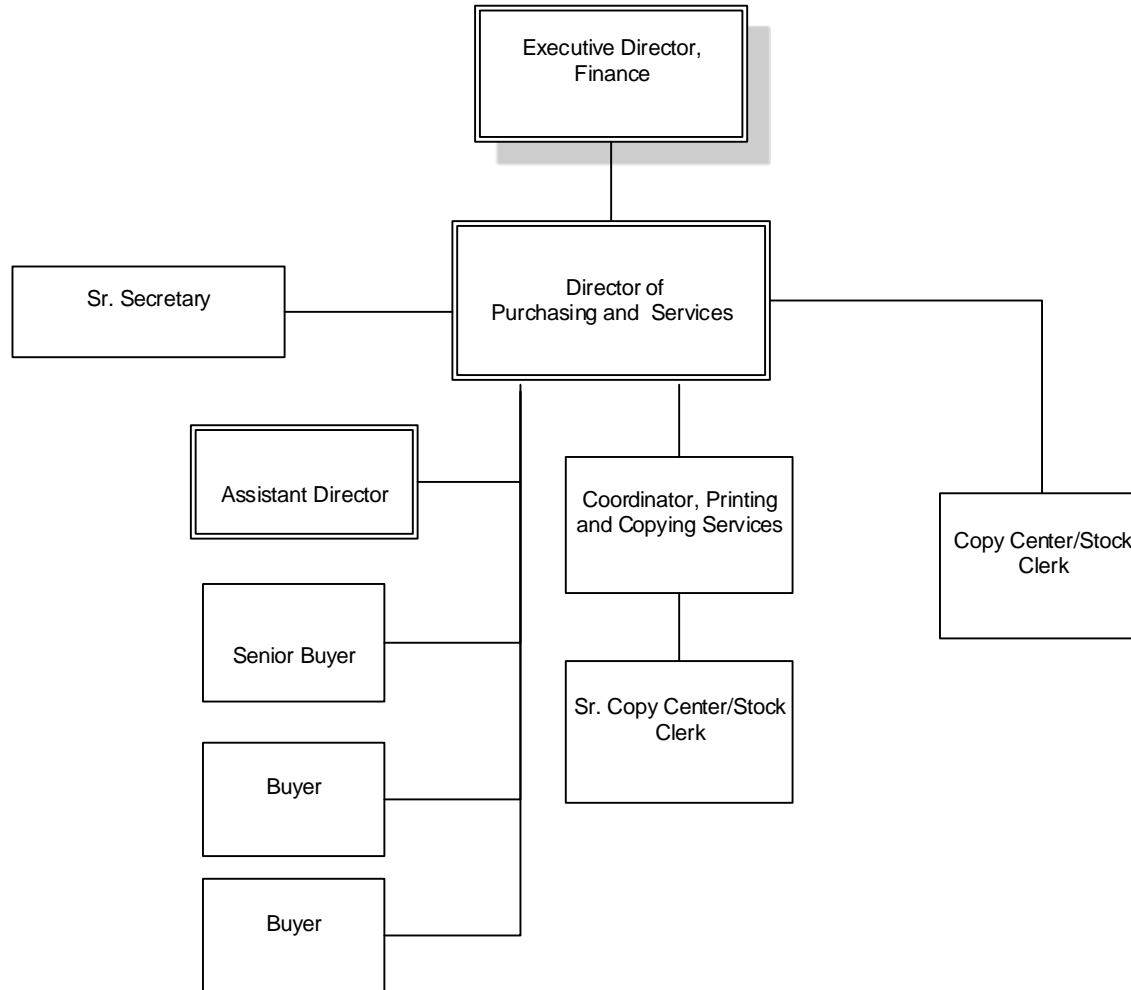 Executive Director,
Finance
Sr. Secretary
Director of
Purchasing and Services
Assistant Director
Coordinator, Printing
and Copying Services
Copy Center/Stock
Clerk
Senior Buyer
Sr. Copy Center/Stock
Clerk
Buyer
Buyer